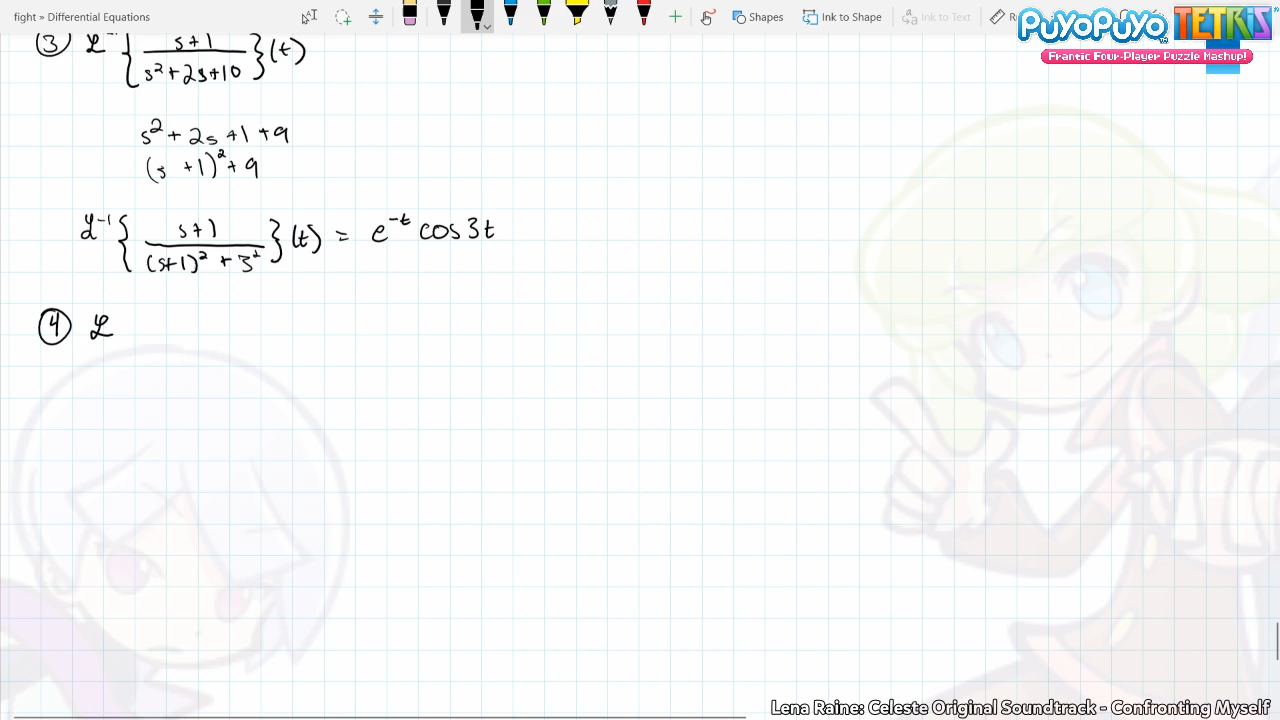 fight » Differential Equations
Shapes
Ink to Shape
Ink to Text
PUYOPUYO TETRIS
Frantic Four-Player Puzzle Mashup!
③ ℒ⁻¹ { s+1 / s²+2s+10 } (t)
s² + 2s +1 +9
(s +1)² + 9
ℒ⁻¹ { s+1 / (s+1)² + 3² } (t) = e⁻ᵗ cos 3t
④ ℒ
Lena Raine: Celeste Original Soundtrack - Confronting Myself